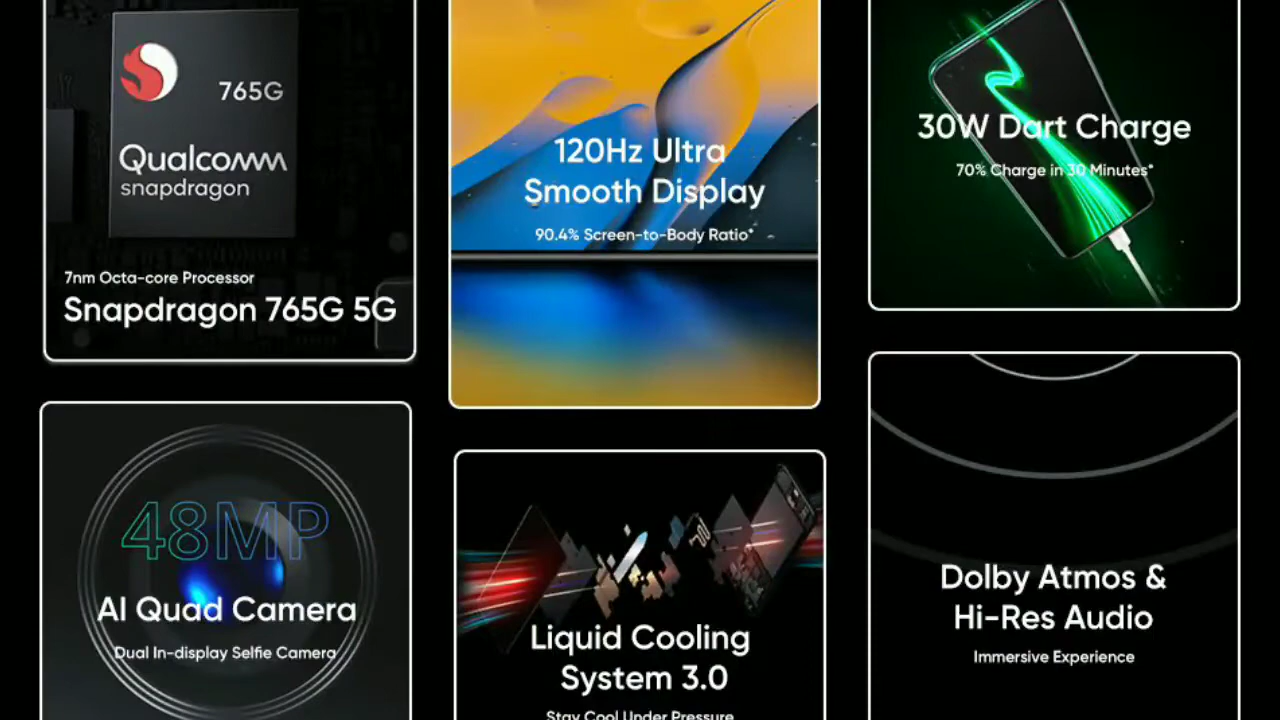 765G
Qualcomm
snapdragon
7nm Octa-core Processor
Snapdragon 765G 5G
120Hz Ultra
Smooth Display
90.4% Screen-to-Body Ratio*
30W Dart Charge
70% Charge in 30 Minutes*
48MP
AI Quad Camera
Dual In-display Selfie Camera
Liquid Cooling
System 3.0
Stay Cool Under Pressure
Dolby Atmos &
Hi-Res Audio
Immersive Experience